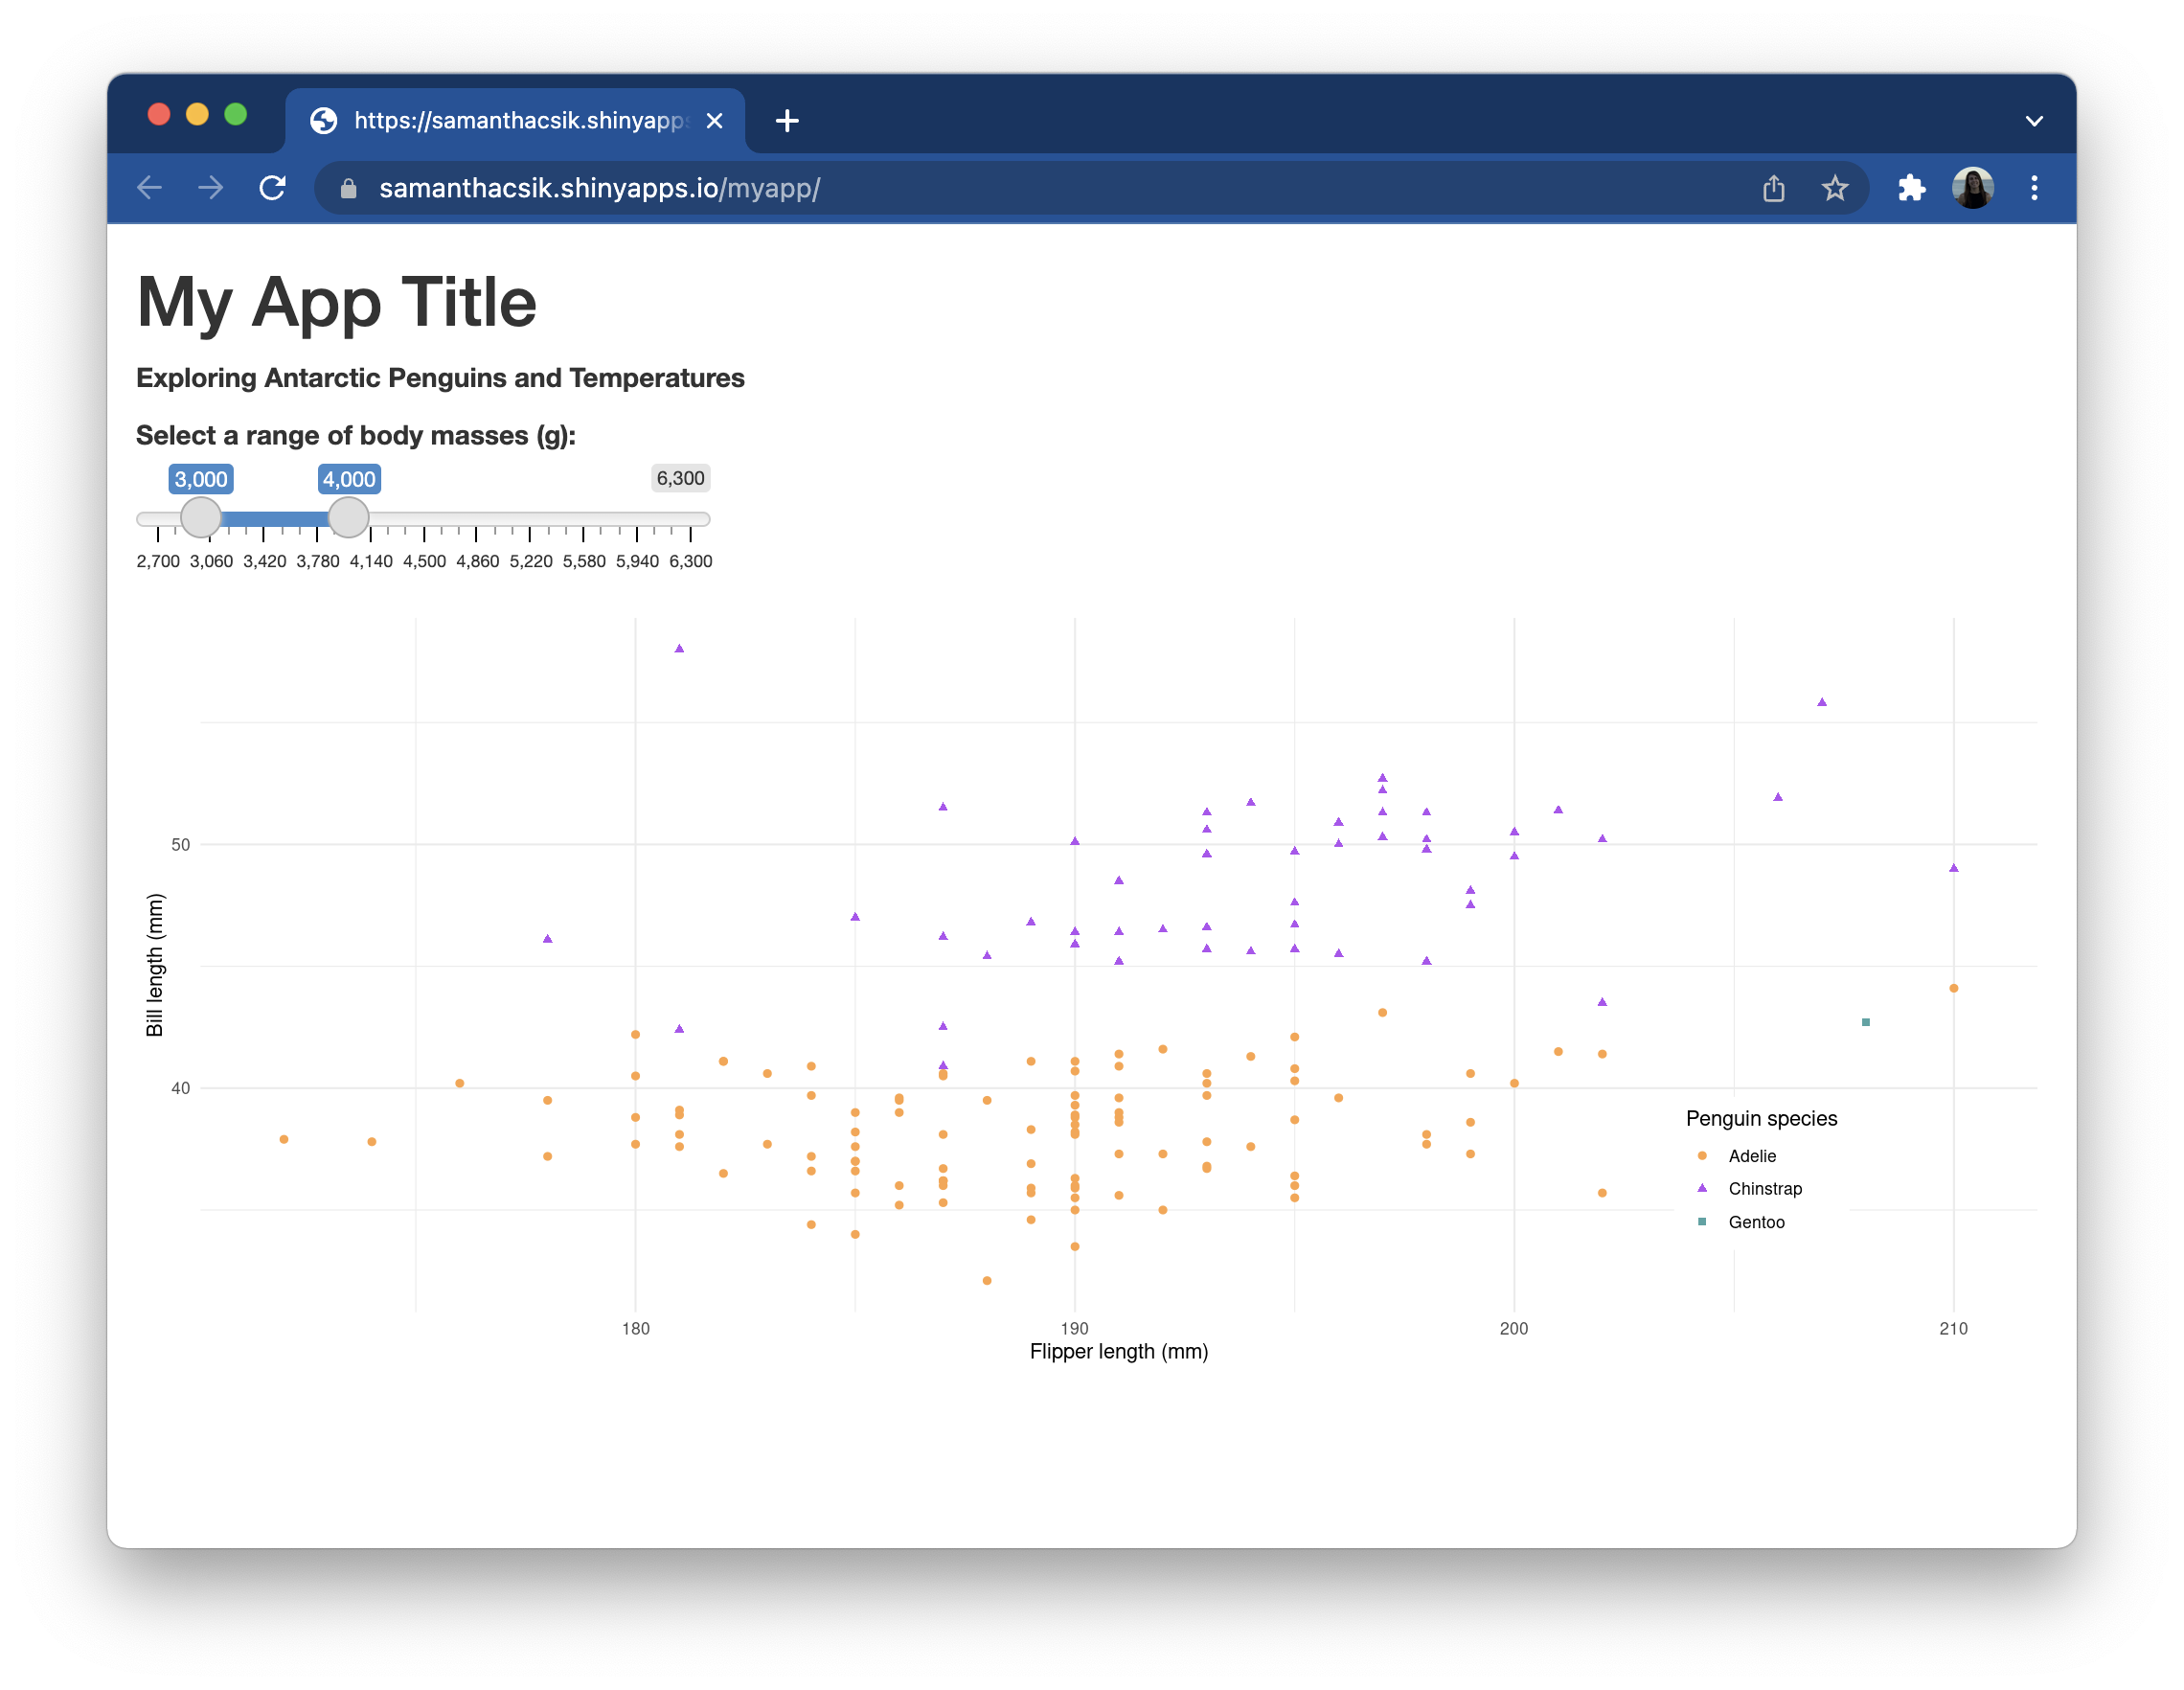 https://samanthacsik.shinyapps
samanthacsik.shinyapps.io/myapp/
My App Title
Exploring Antarctic Penguins and Temperatures
Select a range of body masses (g):
3,000 4,000 6,300
2,700 3,060 3,420 3,780 4,140 4,500 4,860 5,220 5,580 5,940 6,300
50
Bill length (mm)
40
Penguin species
Adelie
Chinstrap
Gentoo
180 190 200 210
Flipper length (mm)